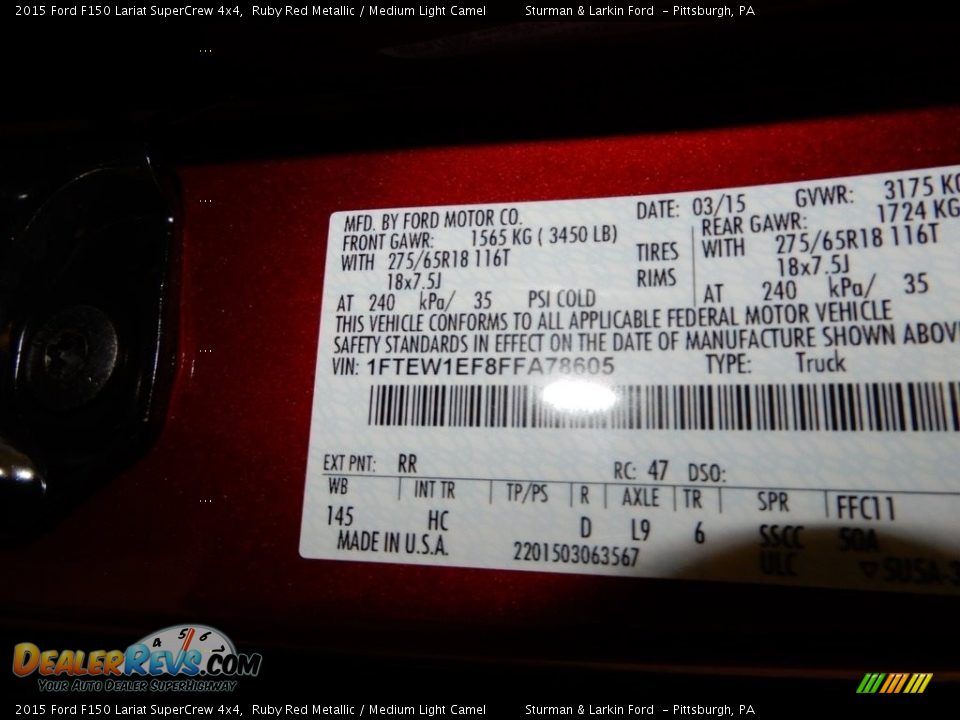 2015 Ford F150 Lariat SuperCrew 4x4, Ruby Red Metallic / Medium Light Camel Sturman & Larkin Ford - Pittsburgh, PA
...
...
...
...
MFD. BY FORD MOTOR CO. DATE: 03/15 GVWR: 3175 KG
FRONT GAWR: 1565 KG ( 3450 LB) REAR GAWR: 1724 KG
WITH 275/65R18 116T TIRES WITH 275/65R18 116T
18x7.5J RIMS 18x7.5J
AT 240 kPa/ 35 PSI COLD AT 240 kPa/ 35
THIS VEHICLE CONFORMS TO ALL APPLICABLE FEDERAL MOTOR VEHICLE
SAFETY STANDARDS IN EFFECT ON THE DATE OF MANUFACTURE SHOWN ABOV
VIN: 1FTEW1EF8FFA78605 TYPE: Truck
EXT PNT: RR RC: 47 DSO:
WB INT TR TP/PS R AXLE TR SPR FFC11
145 HC D L9 6 SSCC 50A
MADE IN U.S.A. 2201503063567 ULC
DEALERREVS.COM
4 5 6
YOUR AUTO DEALER SUPERHIGHWAY
2015 Ford F150 Lariat SuperCrew 4x4, Ruby Red Metallic / Medium Light Camel Sturman & Larkin Ford - Pittsburgh, PA